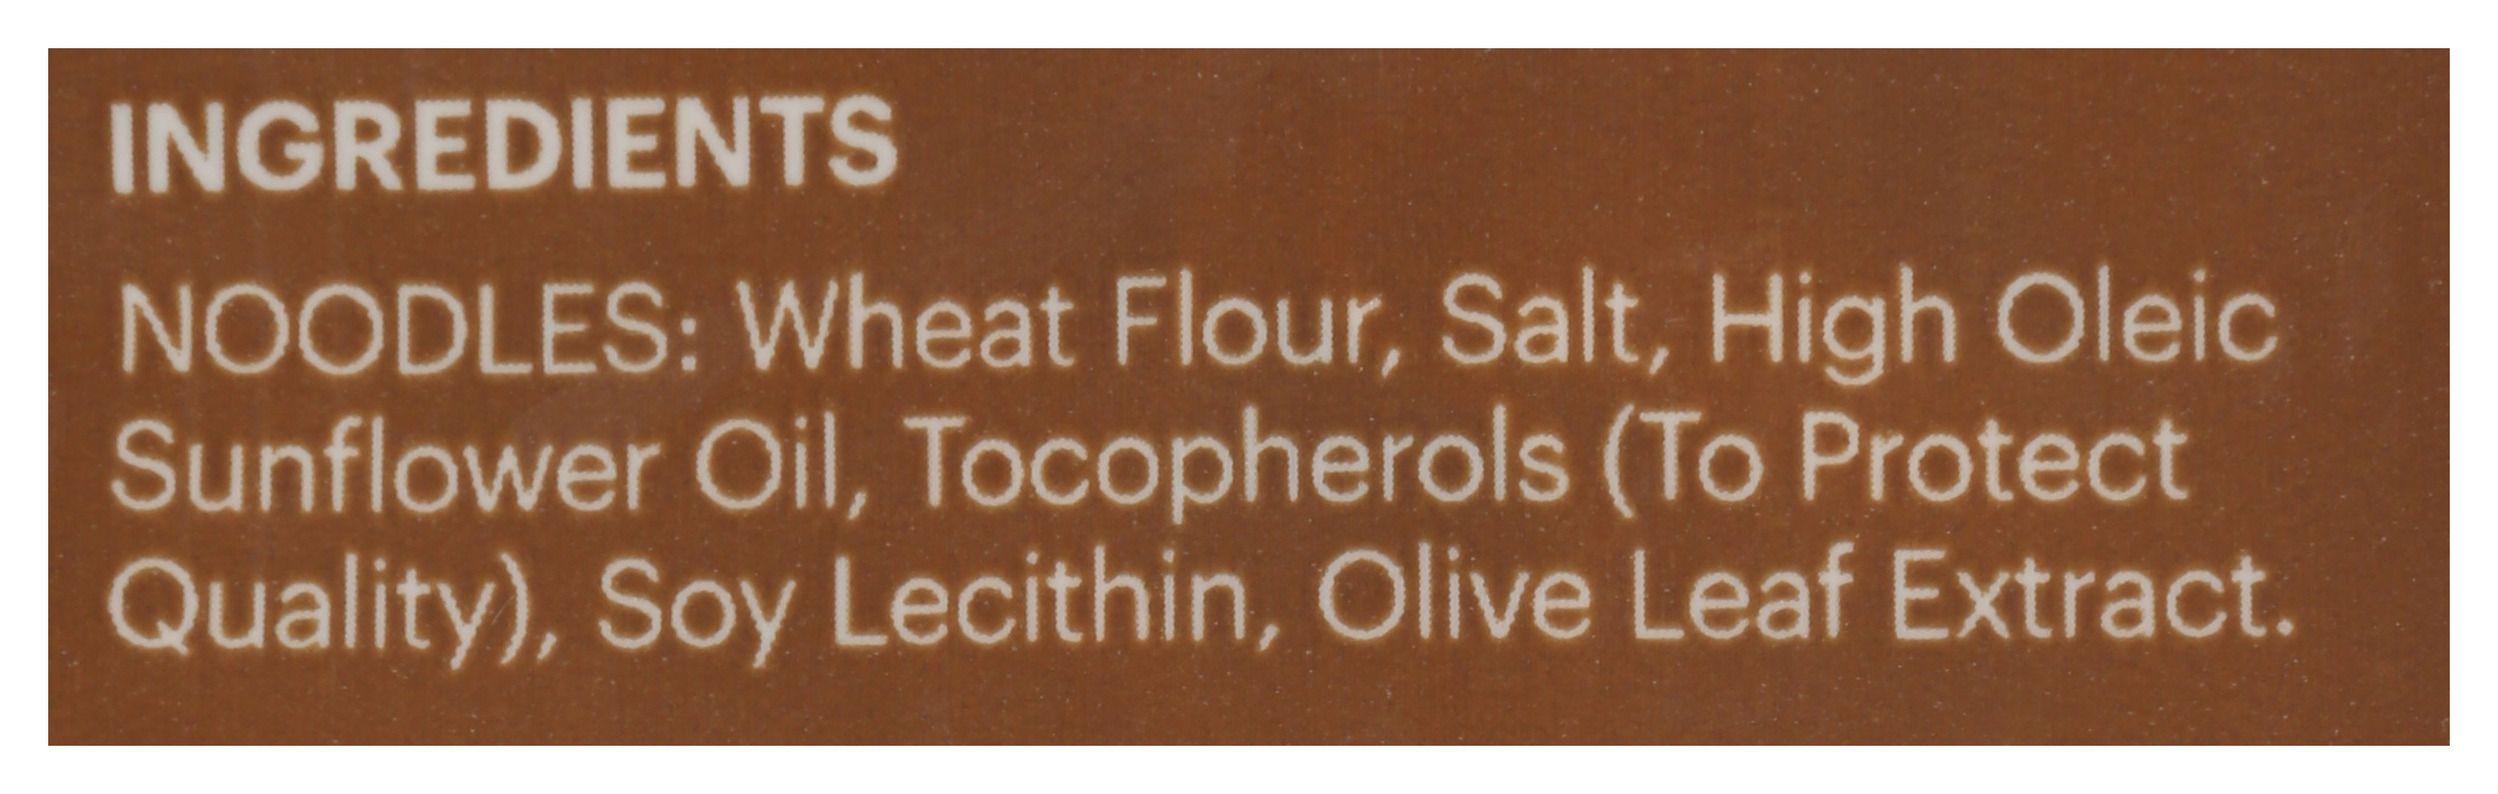 INGREDIENTS
NOODLES: Wheat Flour, Salt, High Oleic
Sunflower Oil, Tocopherols (To Protect
Quality), Soy Lecithin, Olive Leaf Extract.